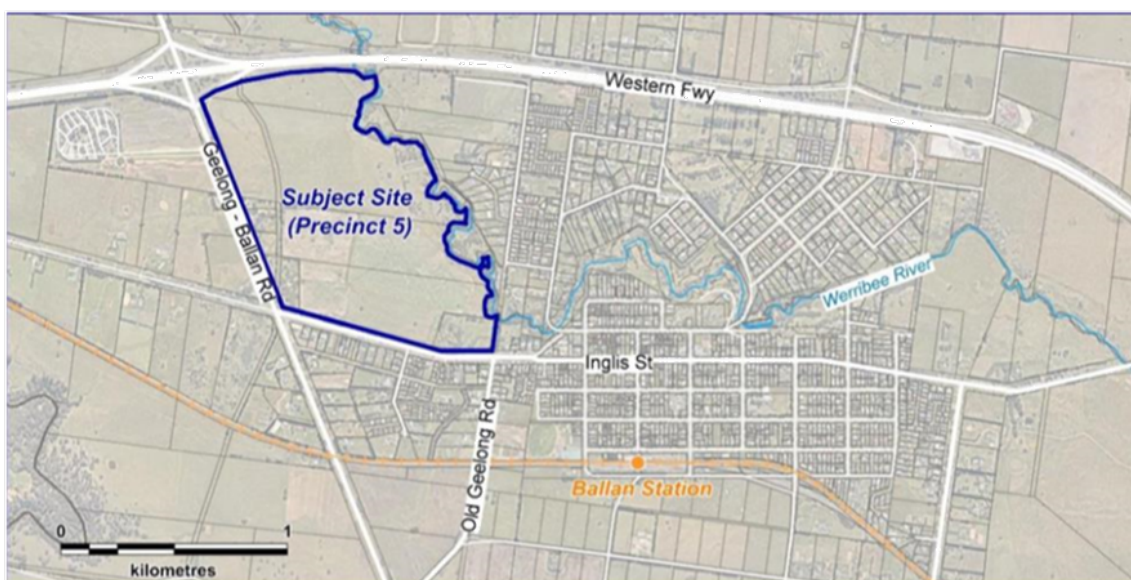 Western Fwy
Geelong - Ballan Rd
Subject Site
(Precinct 5)
Werribee River
Inglis St
Old Geelong Rd
Ballan Station
0 1
kilometres